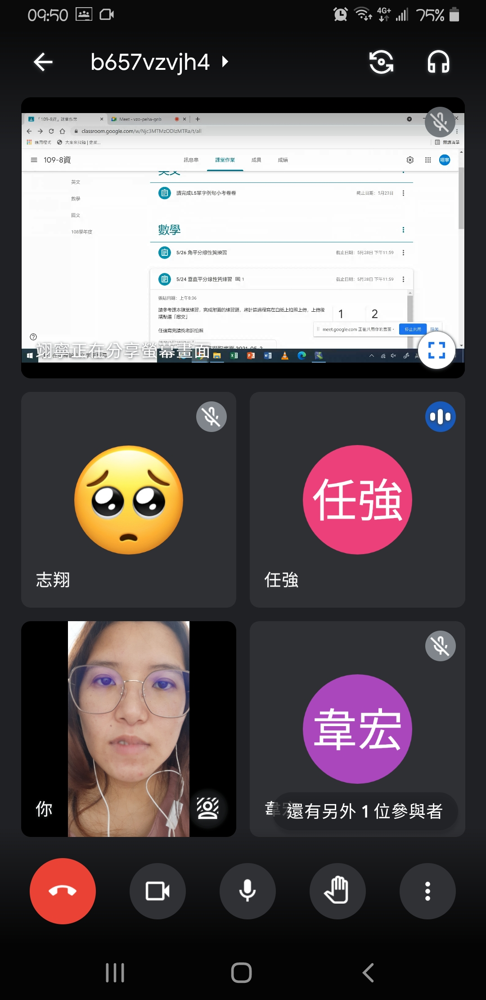 09:50
4G+
75%
b657vzvjh4
「109-8資」課堂作業
Meet - vzo-peha-gnb
classroom.google.com/w/Njc3MTMzODIzMTRa/t/all
應用程式
大家來找碴 | 史萊...
閱讀清單
109-8資
訊息串
課堂作業
成員
成績
翊寧
英文
數學
國文
108學年度
英文
請完成L5單字例句小考卷卷
截止日期：5月23日
數學
5/26 角平分線性質練習
截止日期：5月28日 下午11:59
5/24 垂直平分線性質練習
1
截止日期：5月28日 下午11:59
張貼日期：上午8:36
請參考課本隨堂練習，完成附圖的練習題，將計算過程寫在白紙上拍照上傳，上傳後
請點選「繳交」
任強寫完請找老師拍照
1
2
meet.google.com 正在共用你的畫面。
停止共用
隱藏
翊寧正在分享螢幕畫面
志翔
任強
任強
你
韋宏
還有另外 1 位參與者